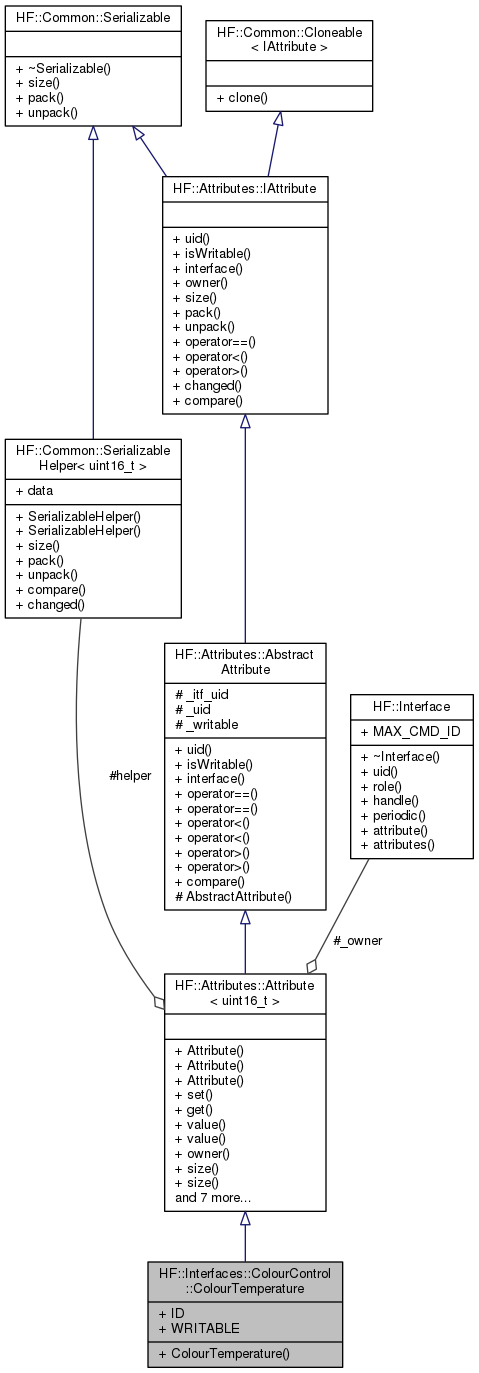 HF::Common::Serializable
+ ~Serializable()
+ size()
+ pack()
+ unpack()
HF::Common::Cloneable
< IAttribute >
+ clone()
HF::Attributes::IAttribute
+ uid()
+ isWritable()
+ interface()
+ owner()
+ size()
+ pack()
+ unpack()
+ operator==()
+ operator<()
+ operator>()
+ changed()
+ compare()
HF::Common::Serializable
Helper< uint16_t >
+ data
+ SerializableHelper()
+ SerializableHelper()
+ size()
+ pack()
+ unpack()
+ compare()
+ changed()
HF::Attributes::Abstract
Attribute
# _itf_uid
# _uid
# _writable
+ uid()
+ isWritable()
+ interface()
+ operator==()
+ operator==()
+ operator<()
+ operator<()
+ operator>()
+ operator>()
+ compare()
# AbstractAttribute()
HF::Interface
+ MAX_CMD_ID
+ ~Interface()
+ uid()
+ role()
+ handle()
+ periodic()
+ attribute()
+ attributes()
#helper
#_owner
HF::Attributes::Attribute
< uint16_t >
+ Attribute()
+ Attribute()
+ Attribute()
+ set()
+ get()
+ value()
+ value()
+ owner()
+ size()
+ size()
and 7 more...
HF::Interfaces::ColourControl
::ColourTemperature
+ ID
+ WRITABLE
+ ColourTemperature()